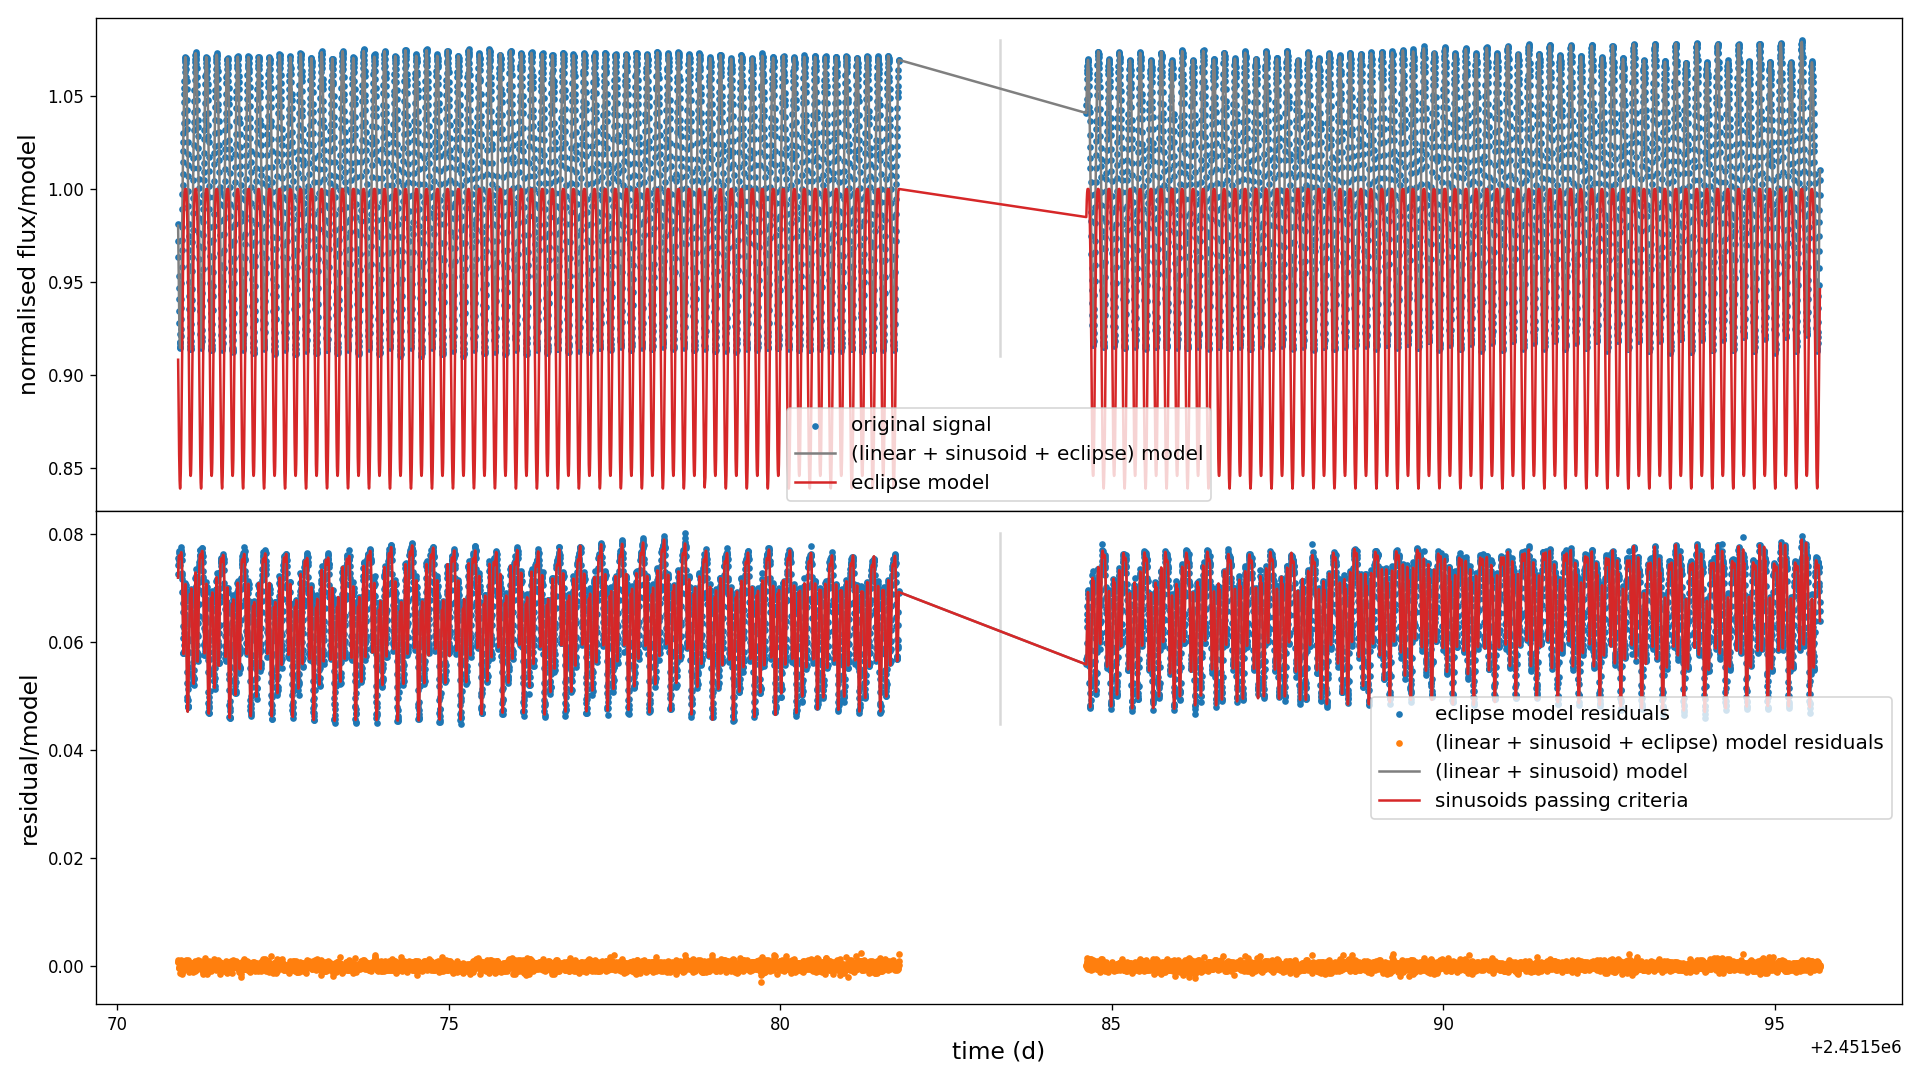 1.05
1.00
0.95
0.90
0.85
normalised flux/model
original signal
(linear + sinusoid + eclipse) model
eclipse model
0.08
0.06
0.04
0.02
0.00
residual/model
eclipse model residuals
(linear + sinusoid + eclipse) model residuals
(linear + sinusoid) model
sinusoids passing criteria
70 75 80 85 90 95
time (d)
+2.4515e6